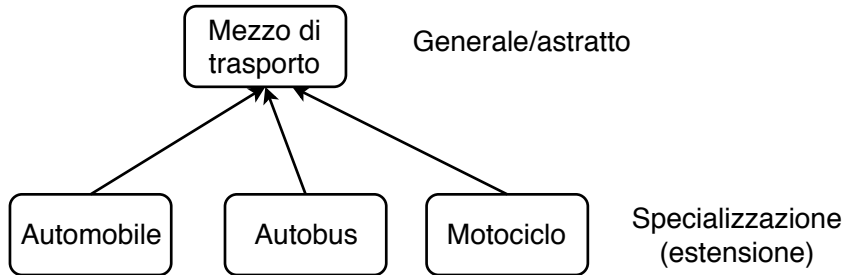 Mezzo di
trasporto
Generale/astratto
Automobile
Autobus
Motociclo
Specializzazione
(estensione)